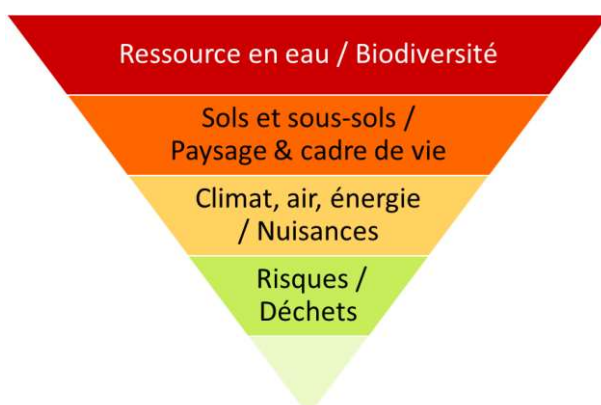 Ressource en eau / Biodiversité
Sols et sous-sols /
Paysage & cadre de vie
Climat, air, énergie
/ Nuisances
Risques /
Déchets